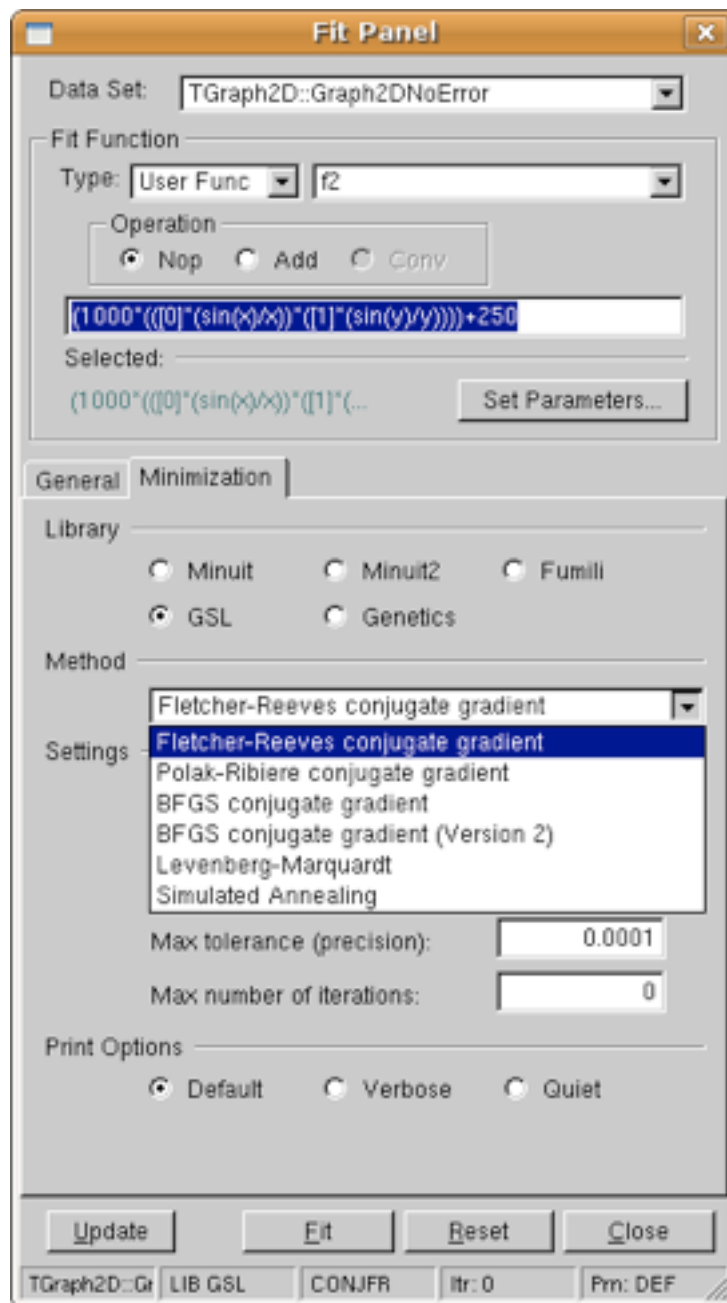 Fit Panel
Data Set: TGraph2D::Graph2DNoError
Fit Function
Type: User Func f2
Operation
Nop Add Conv
(1000*(([0]*(sin(x)/x))*([1]*(sin(y)/y))))+250
Selected:
(1000*(([0]*(sin(x)/x))*([1]*(... Set Parameters...
General Minimization
Library
Minuit Minuit2 Fumili
GSL Genetics
Method
Fletcher-Reeves conjugate gradient
Settings
Fletcher-Reeves conjugate gradient
Polak-Ribiere conjugate gradient
BFGS conjugate gradient
BFGS conjugate gradient (Version 2)
Levenberg-Marquardt
Simulated Annealing
Max tolerance (precision): 0.0001
Max number of iterations: 0
Print Options
Default Verbose Quiet
Update Fit Reset Close
TGraph2D::Gr LIB GSL CONJFR Itr: 0 Prn: DEF